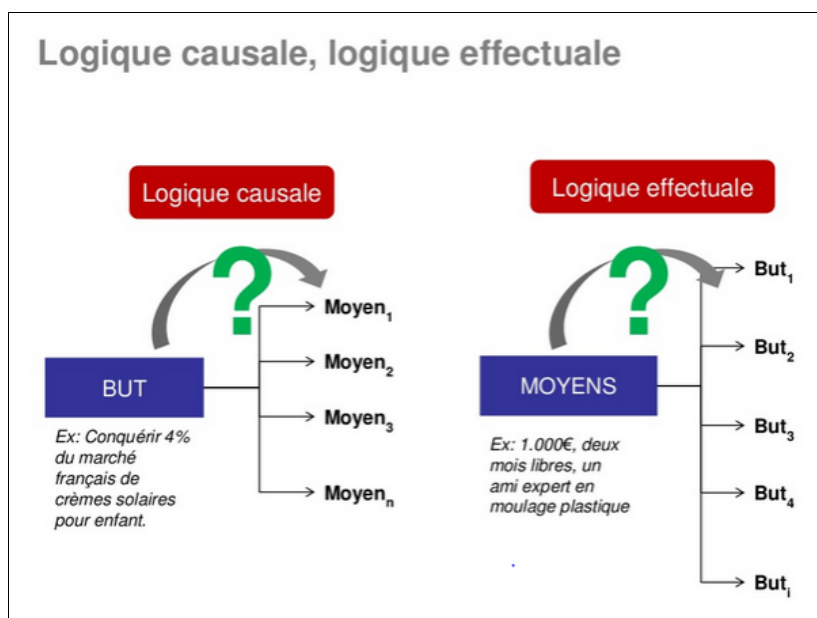 Logique causale, logique effectuale
Logique causale
?
Moyen1
Moyen2
Moyen3
Moyenn
BUT
Ex: Conquérir 4%
du marché
français de
crèmes solaires
pour enfant.
Logique effectuale
?
But1
But2
But3
But4
Buti
MOYENS
Ex: 1.000€, deux
mois libres, un
ami expert en
moulage plastique